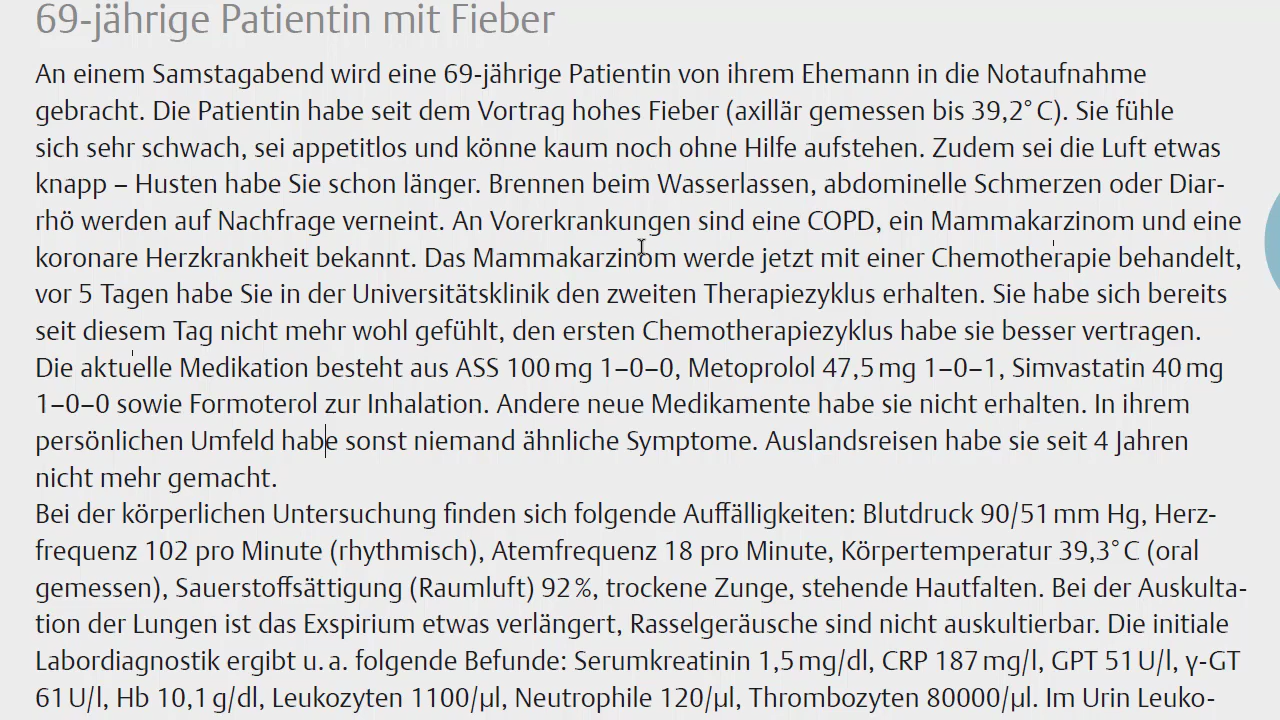 69-jährige Patientin mit Fieber
An einem Samstagabend wird eine 69-jährige Patientin von ihrem Ehemann in die Notaufnahme
gebracht. Die Patientin habe seit dem Vortrag hohes Fieber (axillär gemessen bis 39,2° C). Sie fühle
sich sehr schwach, sei appetitlos und könne kaum noch ohne Hilfe aufstehen. Zudem sei die Luft etwas
knapp – Husten habe Sie schon länger. Brennen beim Wasserlassen, abdominelle Schmerzen oder Diar-
rhö werden auf Nachfrage verneint. An Vorerkrankungen sind eine COPD, ein Mammakarzinom und eine
koronare Herzkrankheit bekannt. Das Mammakarzinom werde jetzt mit einer Chemotherapie behandelt,
vor 5 Tagen habe Sie in der Universitätsklinik den zweiten Therapiezyklus erhalten. Sie habe sich bereits
seit diesem Tag nicht mehr wohl gefühlt, den ersten Chemotherapiezyklus habe sie besser vertragen.
Die aktuelle Medikation besteht aus ASS 100 mg 1–0–0, Metoprolol 47,5 mg 1–0–1, Simvastatin 40 mg
1–0–0 sowie Formoterol zur Inhalation. Andere neue Medikamente habe sie nicht erhalten. In ihrem
persönlichen Umfeld habe sonst niemand ähnliche Symptome. Auslandsreisen habe sie seit 4 Jahren
nicht mehr gemacht.
Bei der körperlichen Untersuchung finden sich folgende Auffälligkeiten: Blutdruck 90/51 mm Hg, Herz-
frequenz 102 pro Minute (rhythmisch), Atemfrequenz 18 pro Minute, Körpertemperatur 39,3° C (oral
gemessen), Sauerstoffsättigung (Raumluft) 92 %, trockene Zunge, stehende Hautfalten. Bei der Auskulta-
tion der Lungen ist das Exspirium etwas verlängert, Rasselgeräusche sind nicht auskultierbar. Die initiale
Labordiagnostik ergibt u. a. folgende Befunde: Serumkreatinin 1,5 mg/dl, CRP 187 mg/l, GPT 51 U/l, γ-GT
61 U/l, Hb 10,1 g/dl, Leukozyten 1100/µl, Neutrophile 120/µl, Thrombozyten 80000/µl. Im Urin Leuko-